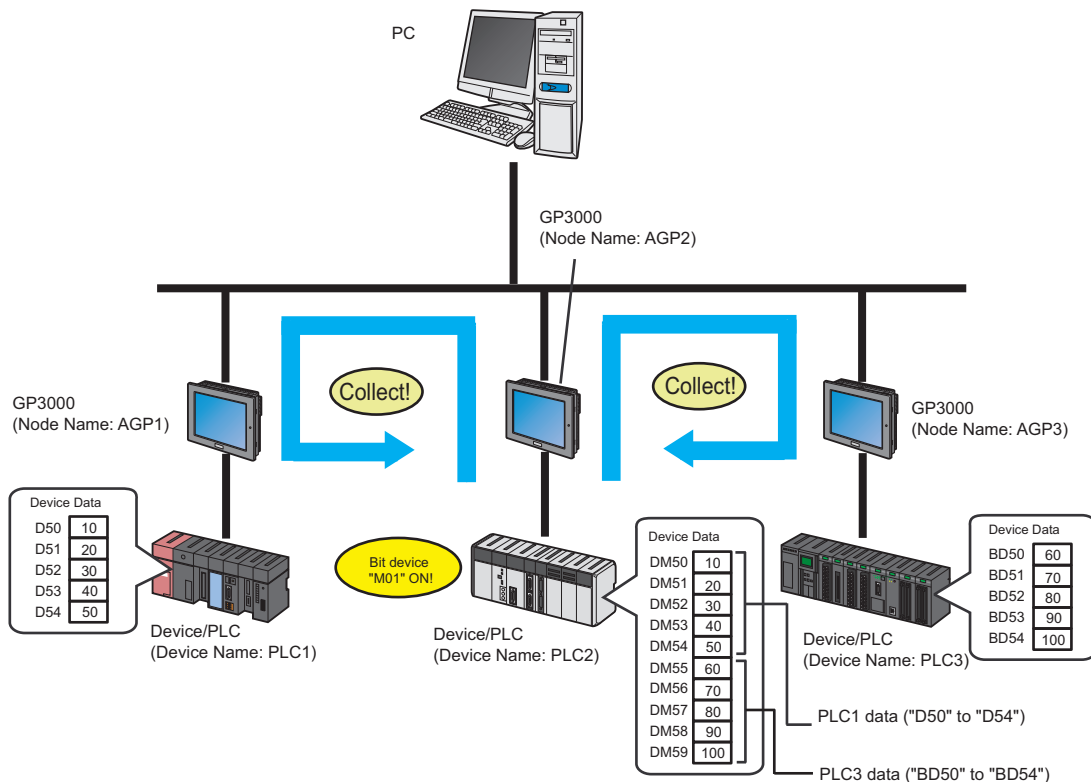 PC
GP3000
(Node Name: AGP2)
Collect!
Collect!
GP3000
(Node Name: AGP1)
GP3000
(Node Name: AGP3)
Device Data
D50 10
D51 20
D52 30
D53 40
D54 50
Bit device
"M01" ON!
Device Data
DM50 10
DM51 20
DM52 30
DM53 40
DM54 50
DM55 60
DM56 70
DM57 80
DM58 90
DM59 100
Device Data
BD50 60
BD51 70
BD52 80
BD53 90
BD54 100
Device/PLC
(Device Name: PLC1)
Device/PLC
(Device Name: PLC2)
Device/PLC
(Device Name: PLC3)
PLC1 data ("D50" to "D54")
PLC3 data ("BD50" to "BD54")